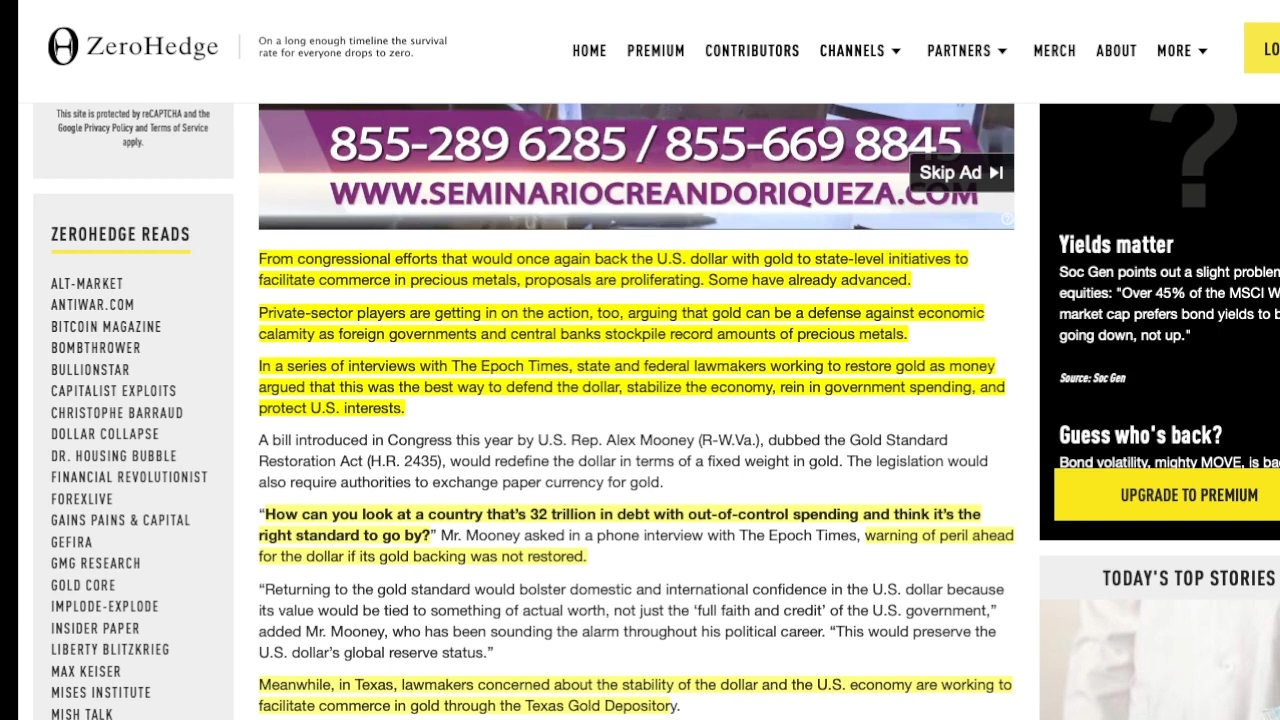 ZeroHedge
On a long enough timeline the survival
rate for everyone drops to zero.
HOME PREMIUM CONTRIBUTORS CHANNELS PARTNERS MERCH ABOUT MORE
LO
This site is protected by reCAPTCHA and the
Google Privacy Policy and Terms of Service
apply.
ZEROHEDGE READS
ALT-MARKET
ANTIWAR.COM
BITCOIN MAGAZINE
BOMBTHROWER
BULLIONSTAR
CAPITALIST EXPLOITS
CHRISTOPHE BARRAUD
DOLLAR COLLAPSE
DR. HOUSING BUBBLE
FINANCIAL REVOLUTIONIST
FOREXLIVE
GAINS PAINS & CAPITAL
GEFIRA
GMG RESEARCH
GOLD CORE
IMPLODE-EXPLODE
INSIDER PAPER
LIBERTY BLITZKRIEG
MAX KEISER
MISES INSTITUTE
MISH TALK
855-289 6285 / 855-669 8845
Skip Ad
WWW.SEMINARIOCREANDORIQUEZA.COM
From congressional efforts that would once again back the U.S. dollar with gold to state-level initiatives to
facilitate commerce in precious metals, proposals are proliferating. Some have already advanced.
Private-sector players are getting in on the action, too, arguing that gold can be a defense against economic
calamity as foreign governments and central banks stockpile record amounts of precious metals.
In a series of interviews with The Epoch Times, state and federal lawmakers working to restore gold as money
argued that this was the best way to defend the dollar, stabilize the economy, rein in government spending, and
protect U.S. interests.
A bill introduced in Congress this year by U.S. Rep. Alex Mooney (R-W.Va.), dubbed the Gold Standard
Restoration Act (H.R. 2435), would redefine the dollar in terms of a fixed weight in gold. The legislation would
also require authorities to exchange paper currency for gold.
“How can you look at a country that’s 32 trillion in debt with out-of-control spending and think it’s the
right standard to go by?” Mr. Mooney asked in a phone interview with The Epoch Times, warning of peril ahead
for the dollar if its gold backing was not restored.
“Returning to the gold standard would bolster domestic and international confidence in the U.S. dollar because
its value would be tied to something of actual worth, not just the ‘full faith and credit’ of the U.S. government,”
added Mr. Mooney, who has been sounding the alarm throughout his political career. “This would preserve the
U.S. dollar’s global reserve status.”
Meanwhile, in Texas, lawmakers concerned about the stability of the dollar and the U.S. economy are working to
facilitate commerce in gold through the Texas Gold Depository.
?
Yields matter
Soc Gen points out a slight problem
equities: "Over 45% of the MSCI W
market cap prefers bond yields to b
going down, not up."
Source: Soc Gen
Guess who's back?
Bond volatility, mighty MOVE, is ba
UPGRADE TO PREMIUM
TODAY'S TOP STORIES